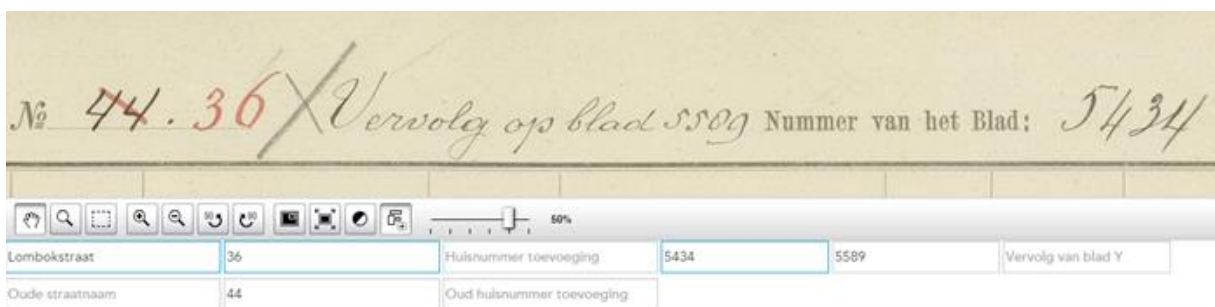 № 44. 36 Vervolg op blad 5589 Nummer van het Blad: 5434
50%
Lombokstraat 36 Huisnummer toevoeging 5434 5589 Vervolg van blad Y
Oude straatnaam 44 Oud huisnummer toevoeging